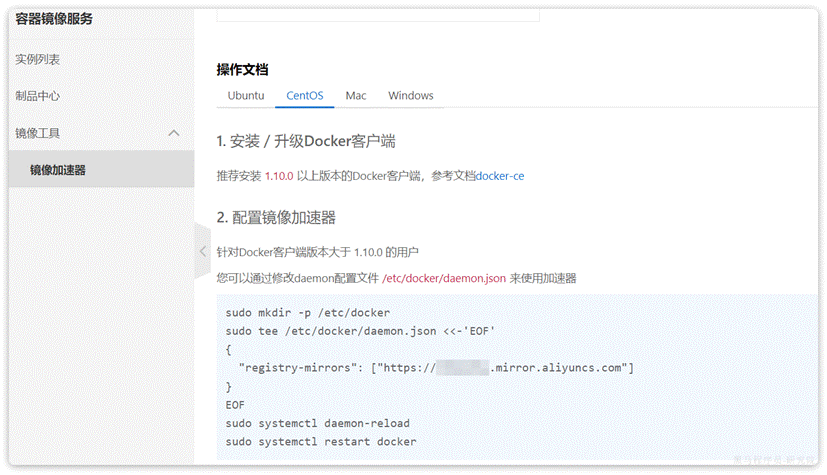 容器镜像服务
实例列表
制品中心
镜像工具
镜像加速器
操作文档
Ubuntu CentOS Mac Windows
1. 安装 / 升级Docker客户端
推荐安装 1.10.0 以上版本的Docker客户端，参考文档docker-ce
2. 配置镜像加速器
针对Docker客户端版本大于 1.10.0 的用户
您可以通过修改daemon配置文件 /etc/docker/daemon.json 来使用加速器
sudo mkdir -p /etc/docker
sudo tee /etc/docker/daemon.json <<-'EOF'
{
  "registry-mirrors": ["https://.mirror.aliyuncs.com"]
}
EOF
sudo systemctl daemon-reload
sudo systemctl restart docker